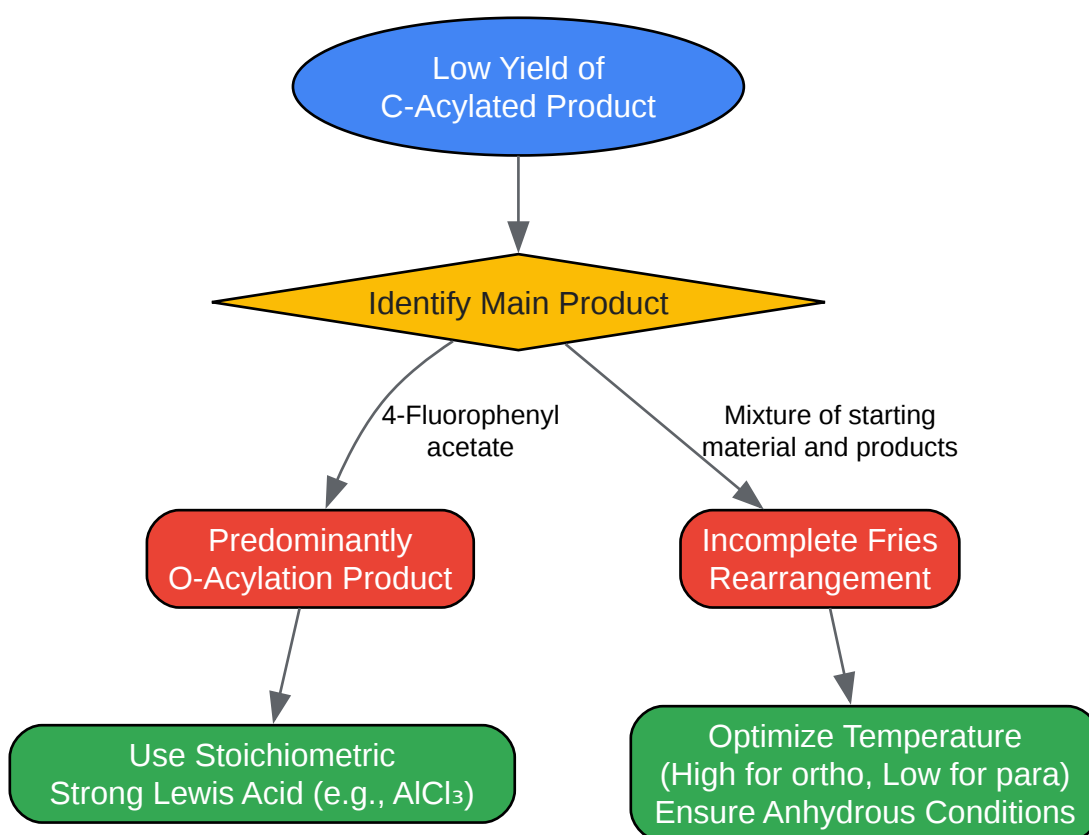 Low Yield of
C-Acylated Product
Identify Main Product
4-Fluorophenyl
acetate
Mixture of starting
material and products
Predominantly
O-Acylation Product
Incomplete Fries
Rearrangement
Use Stoichiometric
Strong Lewis Acid (e.g., AlCl₃)
Optimize Temperature
(High for ortho, Low for para)
Ensure Anhydrous Conditions